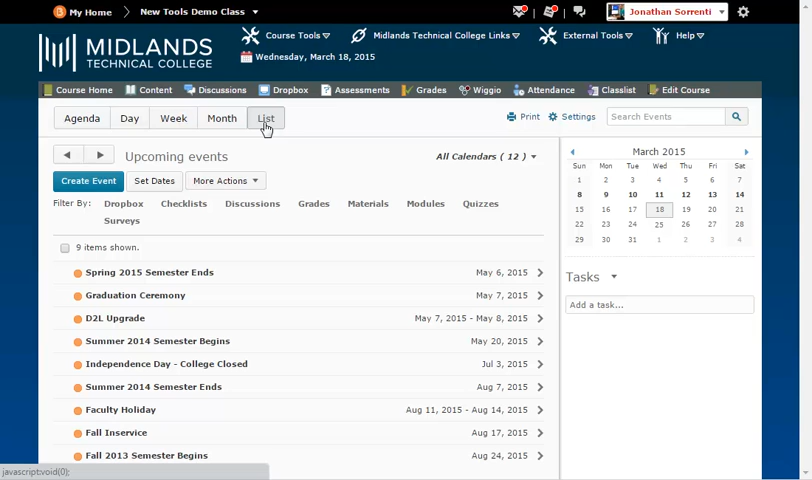 My Home New Tools Demo Class Jonathan Sorrenti
MIDLANDS
TECHNICAL COLLEGE
Course Tools Midlands Technical College Links External Tools Help
Wednesday, March 18, 2015
Course Home Content Discussions Dropbox Assessments Grades Wiggio Attendance Classlist Edit Course
Agenda Day Week Month List Print Settings Search Events
Upcoming events All Calendars ( 12 )
Create Event Set Dates More Actions
Filter By: Dropbox Checklists Discussions Grades Materials Modules Quizzes
Surveys
9 items shown.
Spring 2015 Semester Ends May 6, 2015
Graduation Ceremony May 7, 2015
D2L Upgrade May 7, 2015 - May 8, 2015
Summer 2014 Semester Begins May 20, 2015
Independence Day - College Closed Jul 3, 2015
Summer 2014 Semester Ends Aug 7, 2015
Faculty Holiday Aug 11, 2015 - Aug 14, 2015
Fall Inservice Aug 17, 2015
Fall 2013 Semester Begins Aug 24, 2015
March 2015
Sun Mon Tue Wed Thu Fri Sat
1 2 3 4 5 6 7
8 9 10 11 12 13 14
15 16 17 18 19 20 21
22 23 24 25 26 27 28
29 30 31 1 2 3 4
Tasks
Add a task...
javascript:void(0);